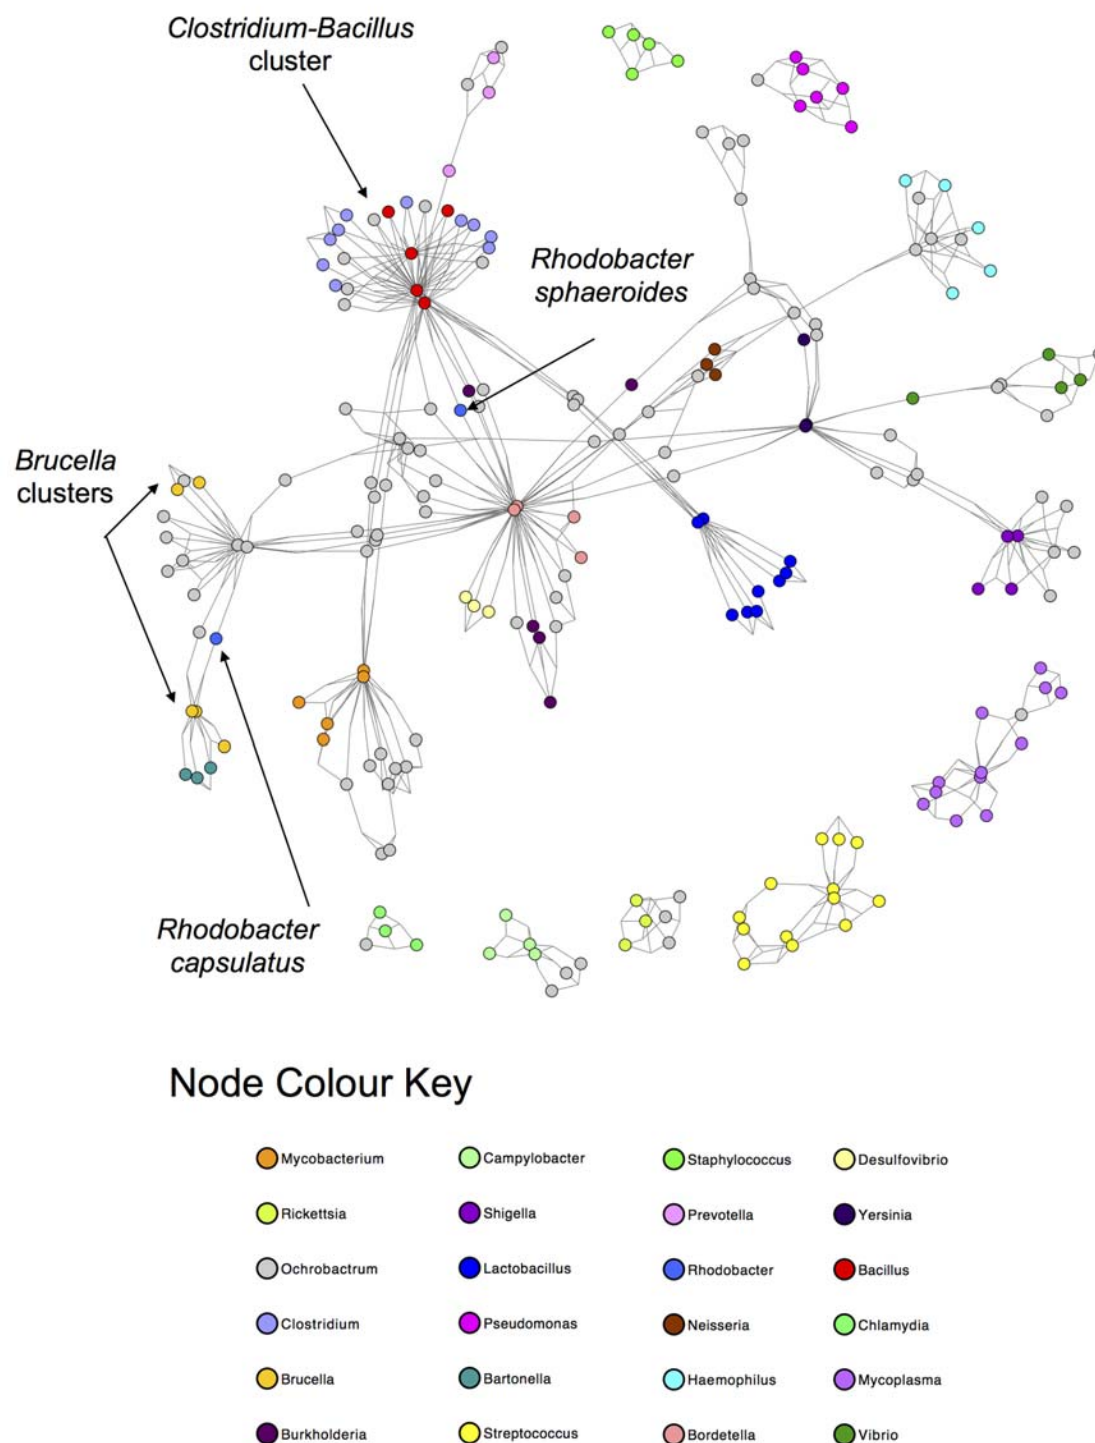 Clostridium-Bacillus
cluster
Rhodobacter
sphaeroides
Brucella
clusters
Rhodobacter
capsulatus
Node Colour Key
Mycobacterium
Campylobacter
Staphylococcus
Desulfovibrio
Rickettsia
Shigella
Prevotella
Yersinia
Ochrobactrum
Lactobacillus
Rhodobacter
Bacillus
Clostridium
Pseudomonas
Neisseria
Chlamydia
Brucella
Bartonella
Haemophilus
Mycoplasma
Burkholderia
Streptococcus
Bordetella
Vibrio